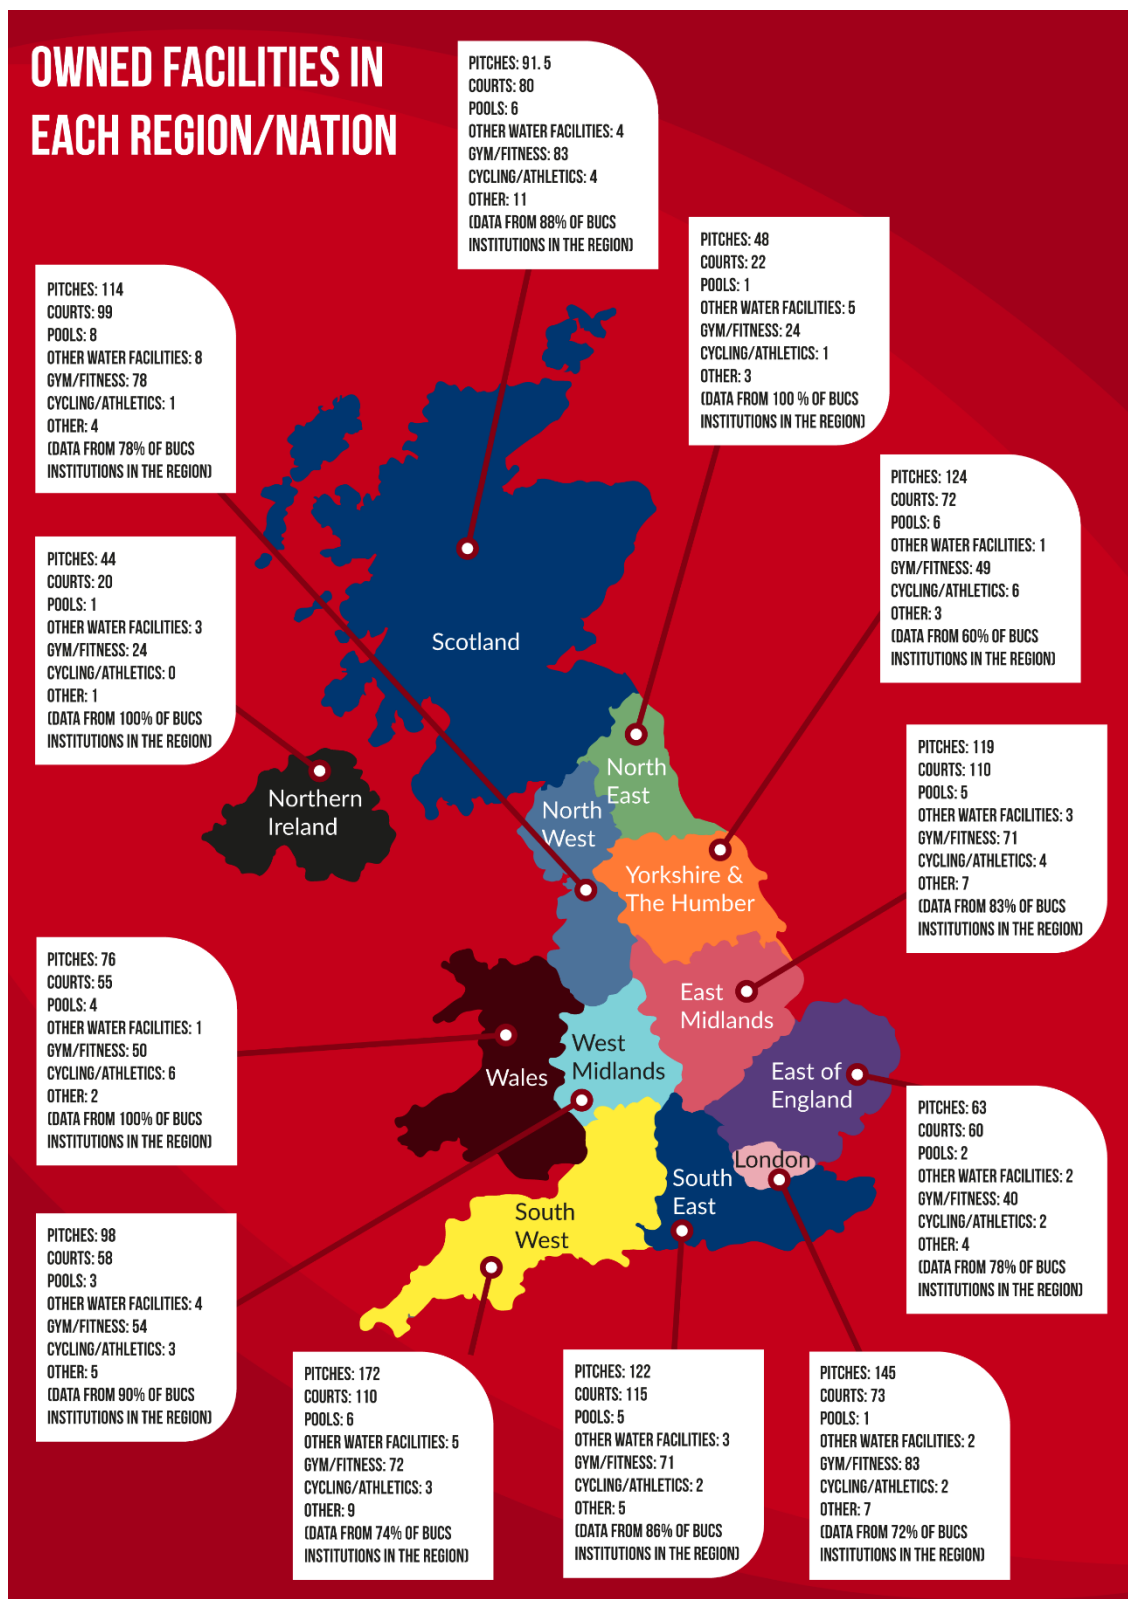 OWNED FACILITIES IN
EACH REGION/NATION
PITCHES: 91.5
COURTS: 80
POOLS: 6
OTHER WATER FACILITIES: 4
GYM/FITNESS: 83
CYCLING/ATHLETICS: 4
OTHER: 11
(DATA FROM 88% OF BUCS
INSTITUTIONS IN THE REGION)
PITCHES: 48
COURTS: 22
POOLS: 1
OTHER WATER FACILITIES: 5
GYM/FITNESS: 24
CYCLING/ATHLETICS: 1
OTHER: 3
(DATA FROM 100 % OF BUCS
INSTITUTIONS IN THE REGION)
PITCHES: 114
COURTS: 99
POOLS: 8
OTHER WATER FACILITIES: 8
GYM/FITNESS: 78
CYCLING/ATHLETICS: 1
OTHER: 4
(DATA FROM 78% OF BUCS
INSTITUTIONS IN THE REGION)
PITCHES: 124
COURTS: 72
POOLS: 6
OTHER WATER FACILITIES: 1
GYM/FITNESS: 49
CYCLING/ATHLETICS: 6
OTHER: 3
(DATA FROM 60% OF BUCS
INSTITUTIONS IN THE REGION)
PITCHES: 44
COURTS: 20
POOLS: 1
OTHER WATER FACILITIES: 3
GYM/FITNESS: 24
CYCLING/ATHLETICS: 0
OTHER: 1
(DATA FROM 100% OF BUCS
INSTITUTIONS IN THE REGION)
Scotland
PITCHES: 119
COURTS: 110
POOLS: 5
OTHER WATER FACILITIES: 3
GYM/FITNESS: 71
CYCLING/ATHLETICS: 4
OTHER: 7
(DATA FROM 83% OF BUCS
INSTITUTIONS IN THE REGION)
North
East
Northern
Ireland
North
West
Yorkshire &
The Humber
PITCHES: 76
COURTS: 55
POOLS: 4
OTHER WATER FACILITIES: 1
GYM/FITNESS: 50
CYCLING/ATHLETICS: 6
OTHER: 2
(DATA FROM 100% OF BUCS
INSTITUTIONS IN THE REGION)
East
Midlands
West
Midlands
Wales
East of
England
PITCHES: 63
COURTS: 60
POOLS: 2
OTHER WATER FACILITIES: 2
GYM/FITNESS: 40
CYCLING/ATHLETICS: 2
OTHER: 4
(DATA FROM 78% OF BUCS
INSTITUTIONS IN THE REGION)
London
South
East
South
West
PITCHES: 98
COURTS: 58
POOLS: 3
OTHER WATER FACILITIES: 4
GYM/FITNESS: 54
CYCLING/ATHLETICS: 3
OTHER: 5
(DATA FROM 90% OF BUCS
INSTITUTIONS IN THE REGION)
PITCHES: 172
COURTS: 110
POOLS: 6
OTHER WATER FACILITIES: 5
GYM/FITNESS: 72
CYCLING/ATHLETICS: 3
OTHER: 9
(DATA FROM 74% OF BUCS
INSTITUTIONS IN THE REGION)
PITCHES: 122
COURTS: 115
POOLS: 5
OTHER WATER FACILITIES: 3
GYM/FITNESS: 71
CYCLING/ATHLETICS: 2
OTHER: 5
(DATA FROM 86% OF BUCS
INSTITUTIONS IN THE REGION)
PITCHES: 145
COURTS: 73
POOLS: 1
OTHER WATER FACILITIES: 2
GYM/FITNESS: 83
CYCLING/ATHLETICS: 2
OTHER: 7
(DATA FROM 72% OF BUCS
INSTITUTIONS IN THE REGION)